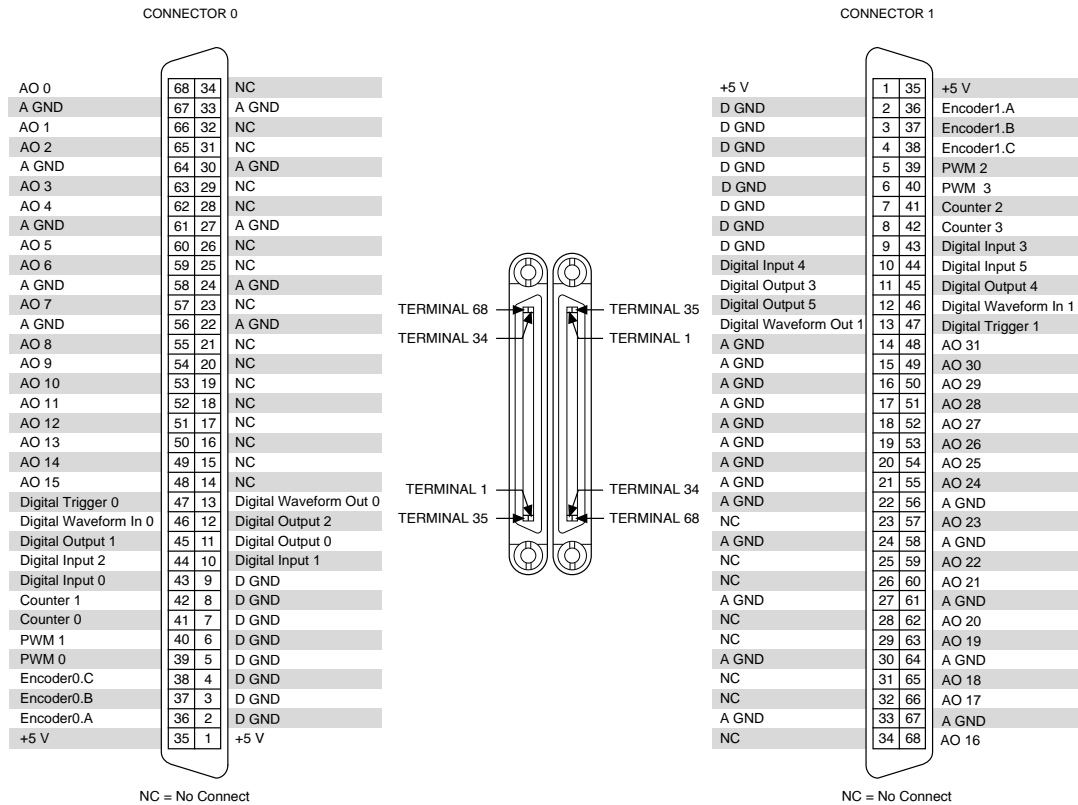 CONNECTOR 0
AO 0 68 34 NC
A GND 67 33 A GND
AO 1 66 32 NC
AO 2 65 31 NC
A GND 64 30 A GND
AO 3 63 29 NC
AO 4 62 28 NC
A GND 61 27 A GND
AO 5 60 26 NC
AO 6 59 25 NC
A GND 58 24 A GND
AO 7 57 23 NC
A GND 56 22 A GND
AO 8 55 21 NC
AO 9 54 20 NC
AO 10 53 19 NC
AO 11 52 18 NC
AO 12 51 17 NC
AO 13 50 16 NC
AO 14 49 15 NC
AO 15 48 14 NC
Digital Trigger 0 47 13 Digital Waveform Out 0
Digital Waveform In 0 46 12 Digital Output 2
Digital Output 1 45 11 Digital Output 0
Digital Input 2 44 10 Digital Input 1
Digital Input 0 43 9 D GND
Counter 1 42 8 D GND
Counter 0 41 7 D GND
PWM 1 40 6 D GND
PWM 0 39 5 D GND
Encoder0.C 38 4 D GND
Encoder0.B 37 3 D GND
Encoder0.A 36 2 D GND
+5 V 35 1 +5 V
NC = No Connect
TERMINAL 68
TERMINAL 34
TERMINAL 35
TERMINAL 1
TERMINAL 1
TERMINAL 35
TERMINAL 34
TERMINAL 68
CONNECTOR 1
+5 V 1 35 +5 V
D GND 2 36 Encoder1.A
D GND 3 37 Encoder1.B
D GND 4 38 Encoder1.C
D GND 5 39 PWM 2
D GND 6 40 PWM 3
D GND 7 41 Counter 2
D GND 8 42 Counter 3
D GND 9 43 Digital Input 3
Digital Input 4 10 44 Digital Input 5
Digital Output 3 11 45 Digital Output 4
Digital Output 5 12 46 Digital Waveform In 1
Digital Waveform Out 1 13 47 Digital Trigger 1
A GND 14 48 AO 31
A GND 15 49 AO 30
A GND 16 50 AO 29
A GND 17 51 AO 28
A GND 18 52 AO 27
A GND 19 53 AO 26
A GND 20 54 AO 25
A GND 21 55 AO 24
A GND 22 56 A GND
NC 23 57 AO 23
A GND 24 58 A GND
NC 25 59 AO 22
NC 26 60 AO 21
A GND 27 61 A GND
NC 28 62 AO 20
NC 29 63 AO 19
A GND 30 64 A GND
NC 31 65 AO 18
NC 32 66 AO 17
A GND 33 67 A GND
NC 34 68 AO 16
NC = No Connect